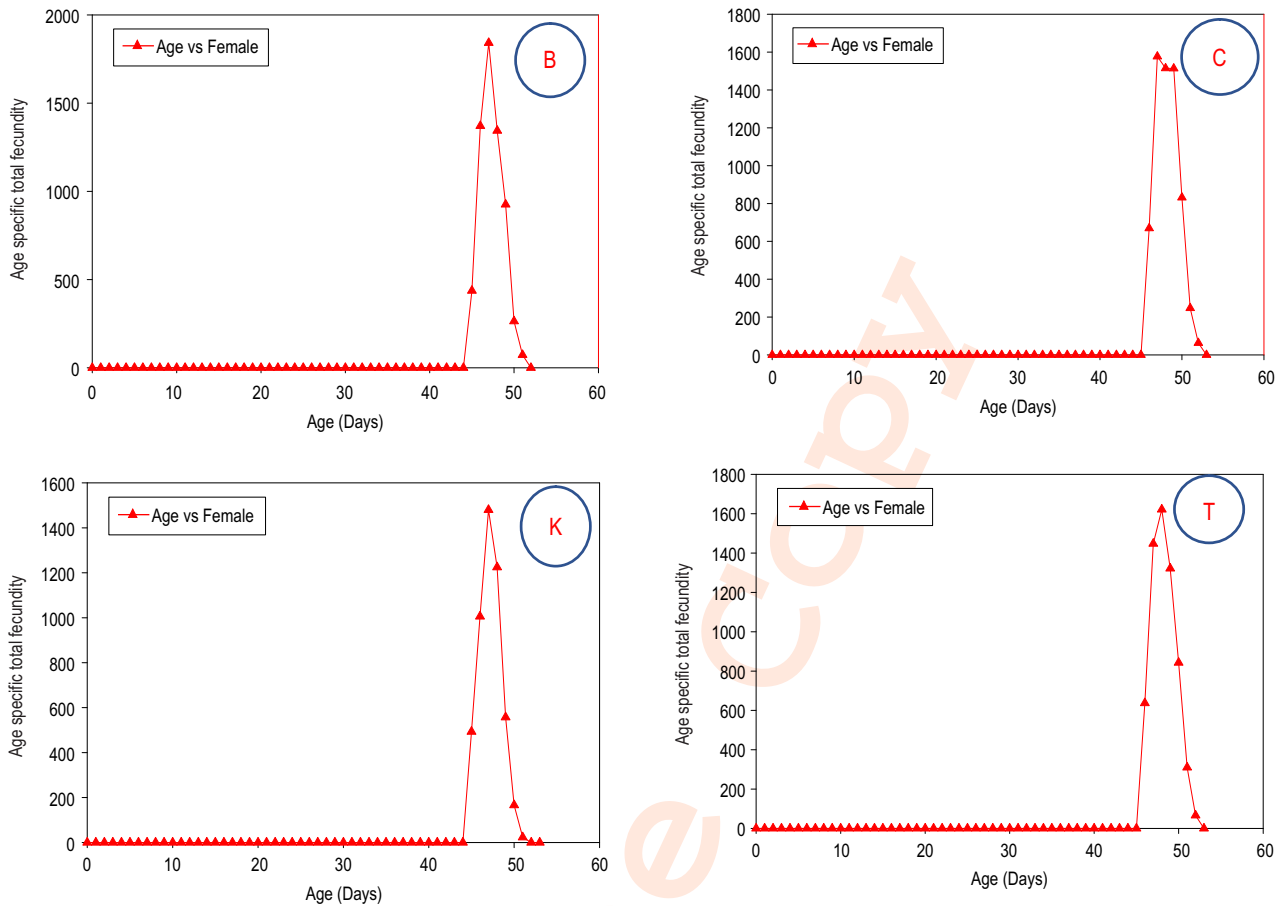 2000
1500
1000
500
0
Age specific total fecundity
Age vs Female
B
0 10 20 30 40 50 60
Age (Days)
1800
1600
1400
1200
1000
800
600
400
200
0
Age specific total fecundity
Age vs Female
C
0 10 20 30 40 50 60
Age (Days)
1600
1400
1200
1000
800
600
400
200
0
Age specific total fecundity
Age vs Female
K
0 10 20 30 40 50 60
Age (Days)
1800
1600
1400
1200
1000
800
600
400
200
0
Age specific total fecundity
Age vs Female
T
0 10 20 30 40 50 60
Age (Days)
e Copy